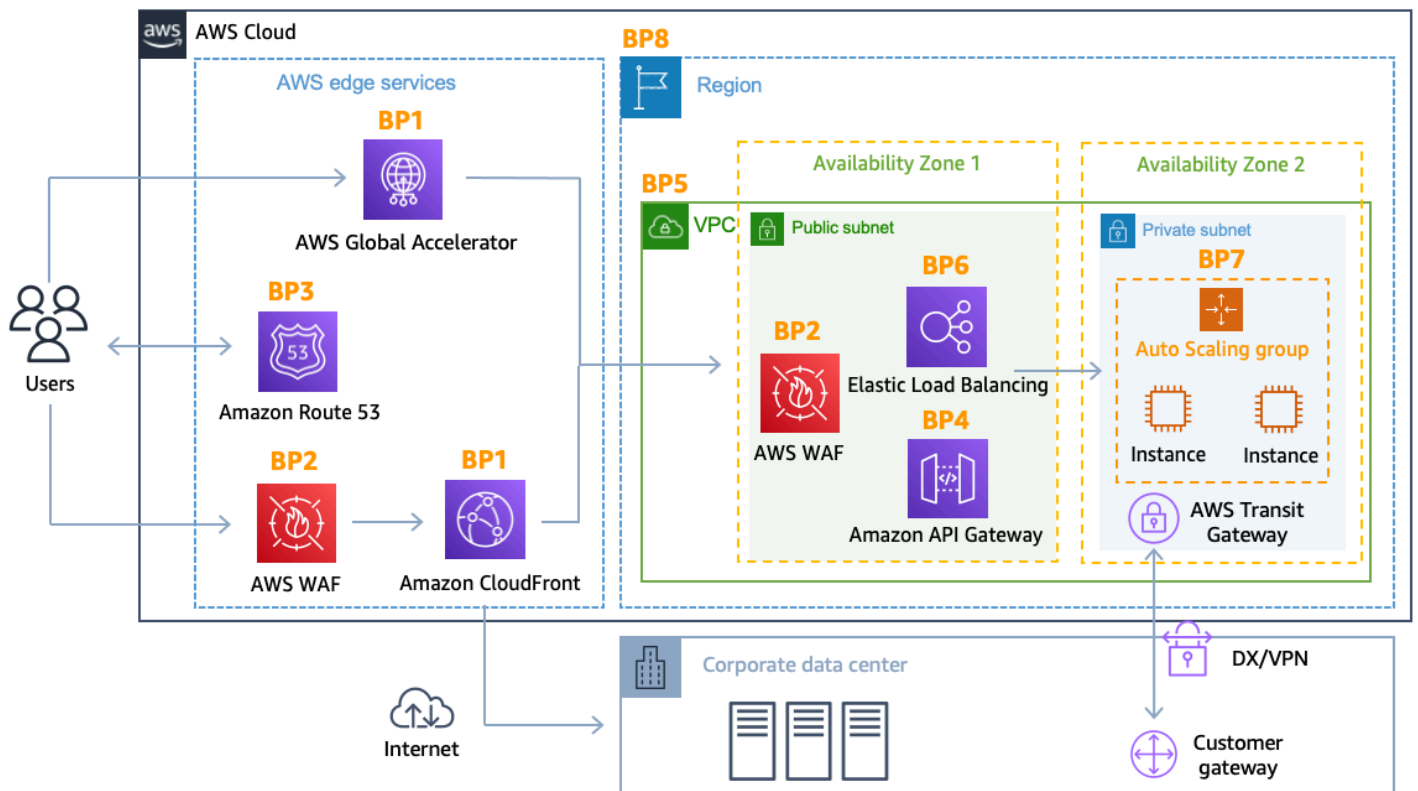 aws
AWS Cloud
BP8
AWS edge services
Region
BP1
AWS Global Accelerator
BP3
53
Amazon Route 53
Users
BP2
AWS WAF
BP1
Amazon CloudFront
Availability Zone 1
Availability Zone 2
BP5
VPC
Public subnet
Private subnet
BP6
BP7
BP2
Elastic Load Balancing
Auto Scaling group
AWS WAF
BP4
</>
Amazon API Gateway
Instance
Instance
AWS Transit
Gateway
Corporate data center
DX/VPN
Internet
Customer
gateway